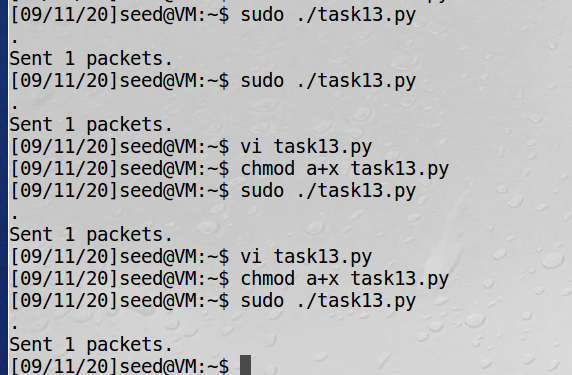 [09/11/20]seed@VM:~$ sudo ./task13.py
.
Sent 1 packets.
[09/11/20]seed@VM:~$ sudo ./task13.py
.
Sent 1 packets.
[09/11/20]seed@VM:~$ vi task13.py
[09/11/20]seed@VM:~$ chmod a+x task13.py
[09/11/20]seed@VM:~$ sudo ./task13.py
.
Sent 1 packets.
[09/11/20]seed@VM:~$ vi task13.py
[09/11/20]seed@VM:~$ chmod a+x task13.py
[09/11/20]seed@VM:~$ sudo ./task13.py
.
Sent 1 packets.
[09/11/20]seed@VM:~$